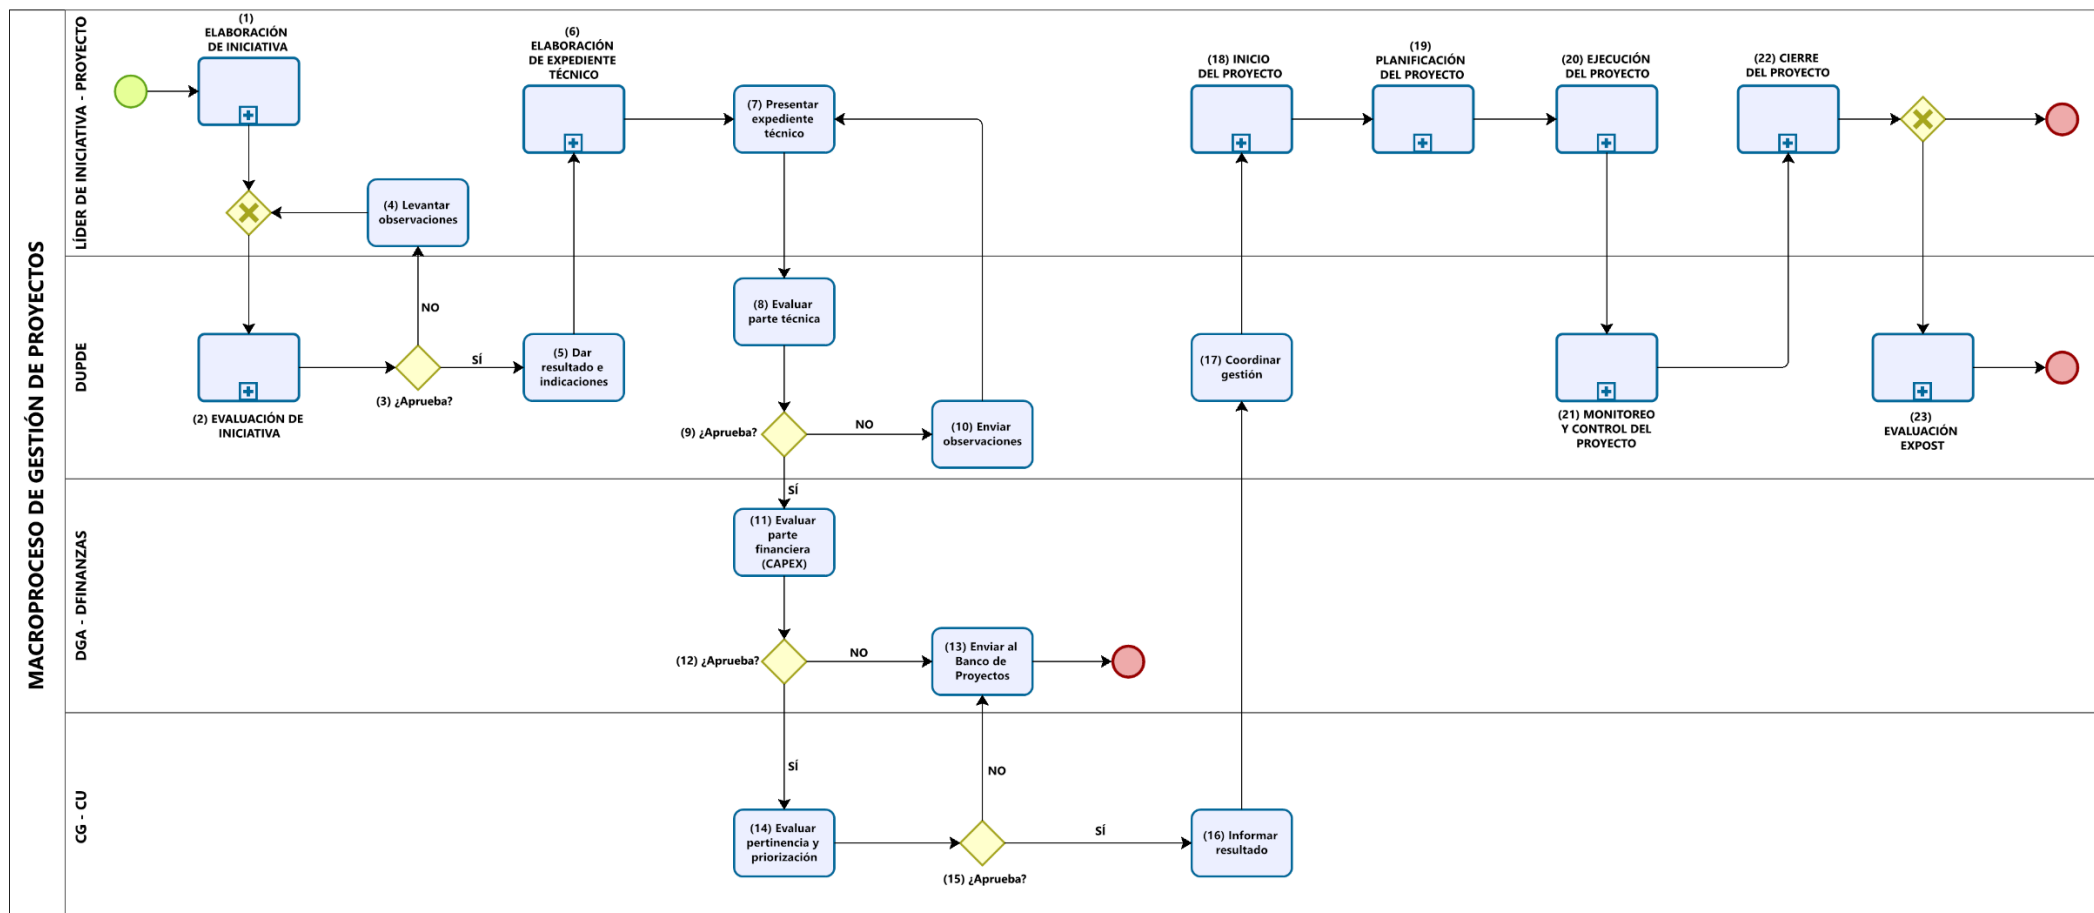 MACROPROCESO DE GESTIÓN DE PROYECTOS
LÍDER DE INICIATIVA - PROYECTO
(1)
ELABORACIÓN
DE INICIATIVA
(4) Levantar
observaciones
(6)
ELABORACIÓN
DE EXPEDIENTE
TÉCNICO
(7) Presentar
expediente
técnico
(18) INICIO
DEL PROYECTO
(19)
PLANIFICACIÓN
DEL PROYECTO
(20) EJECUCIÓN
DEL PROYECTO
(22) CIERRE
DEL PROYECTO
DUPDE
(2) EVALUACIÓN DE
INICIATIVA
(3) ¿Aprueba?
NO
SÍ
(5) Dar
resultado e
indicaciones
(8) Evaluar
parte técnica
(9) ¿Aprueba?
NO
(10) Enviar
observaciones
SÍ
(17) Coordinar
gestión
(21) MONITOREO
Y CONTROL DEL
PROYECTO
(23)
EVALUACIÓN
EXPOST
DGA - DFINANZAS
(11) Evaluar
parte
financiera
(CAPEX)
(12) ¿Aprueba?
NO
(13) Enviar al
Banco de
Proyectos
SÍ
CG - CU
(14) Evaluar
pertinencia y
priorización
NO
(15) ¿Aprueba?
SÍ
(16) Informar
resultado